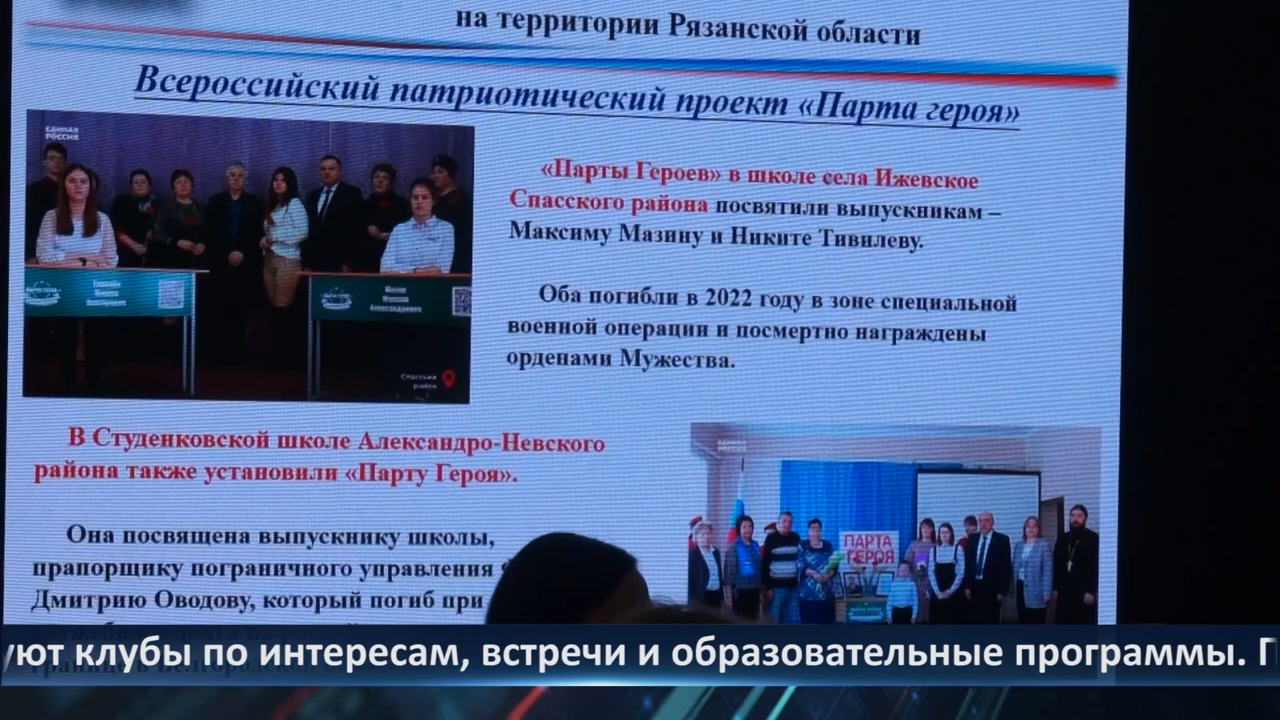 на территории Рязанской области
Всероссийский патриотический проект «Парта героя»
ЕДИНАЯ
РОССИЯ
«Парты Героев» в школе села Ижевское
Спасского района посвятили выпускникам –
Максиму Мазину и Никите Тивилеву.
Оба погибли в 2022 году в зоне специальной
военной операции и посмертно награждены
орденами Мужества.
Спасский
район
В Студенковской школе Александро-Невского
района также установили «Парту Героя».
Она посвящена выпускнику школы,
прапорщику пограничного управления
Дмитрию Оводову, который погиб при
ПАРТА
ГЕРОЯ
уют клубы по интересам, встречи и образовательные программы. П